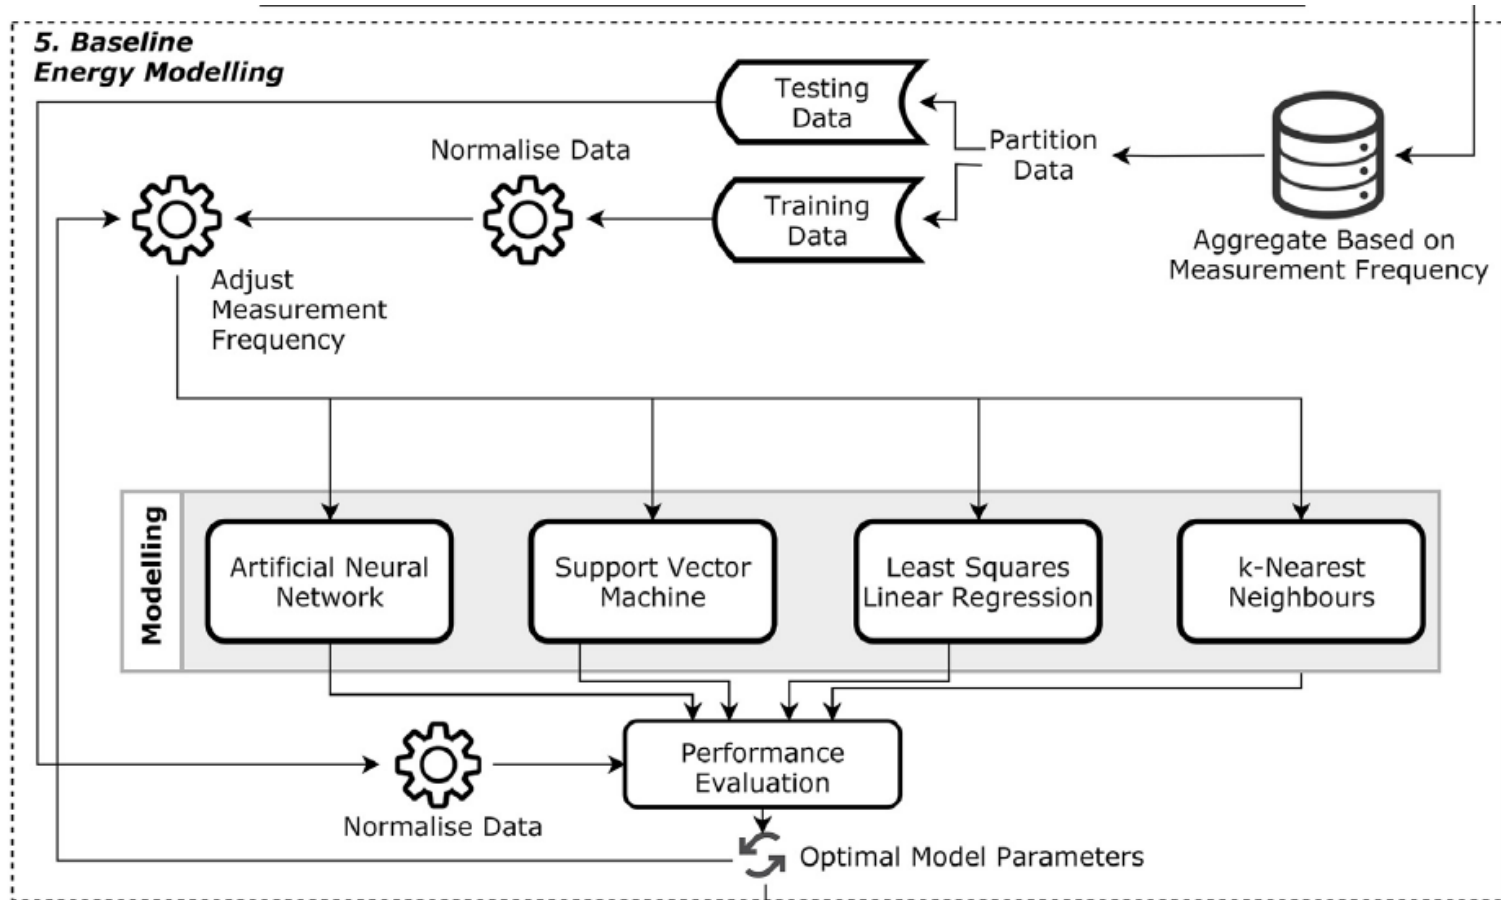 5. Baseline
Energy Modelling
Testing
Data
Partition
Data
Normalise Data
Training
Data
Aggregate Based on
Measurement Frequency
Adjust
Measurement
Frequency
Modelling
Artificial Neural
Network
Support Vector
Machine
Least Squares
Linear Regression
k-Nearest
Neighbours
Performance
Evaluation
Normalise Data
Optimal Model Parameters